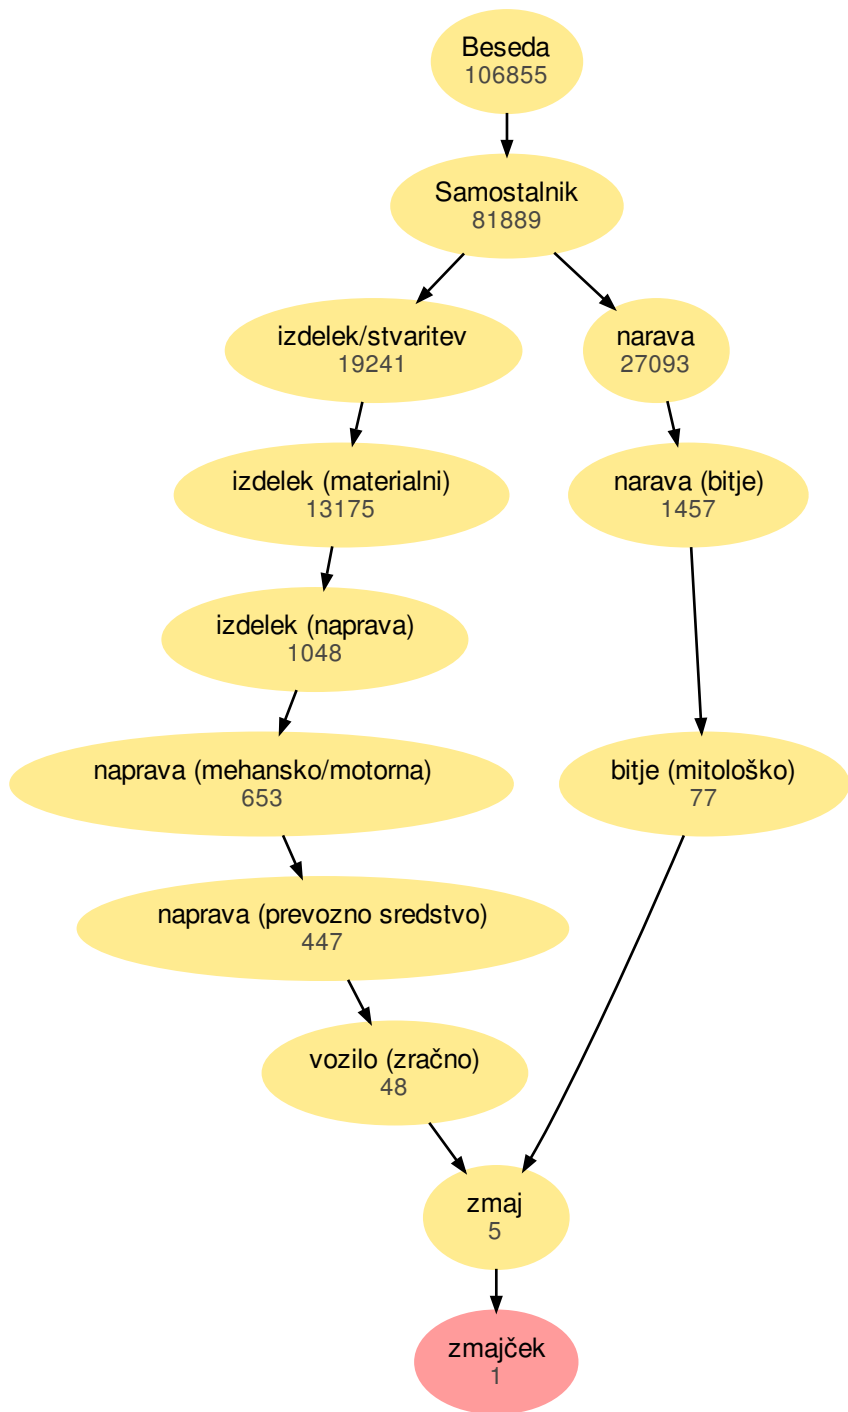 Beseda
106855
Samostalnik
81889
izdelek/stvaritev
19241
narava
27093
izdelek (materialni)
13175
narava (bitje)
1457
izdelek (naprava)
1048
naprava (mehansko/motorna)
653
bitje (mitološko)
77
naprava (prevozno sredstvo)
447
vozilo (zračno)
48
zmaj
5
zmajček
1